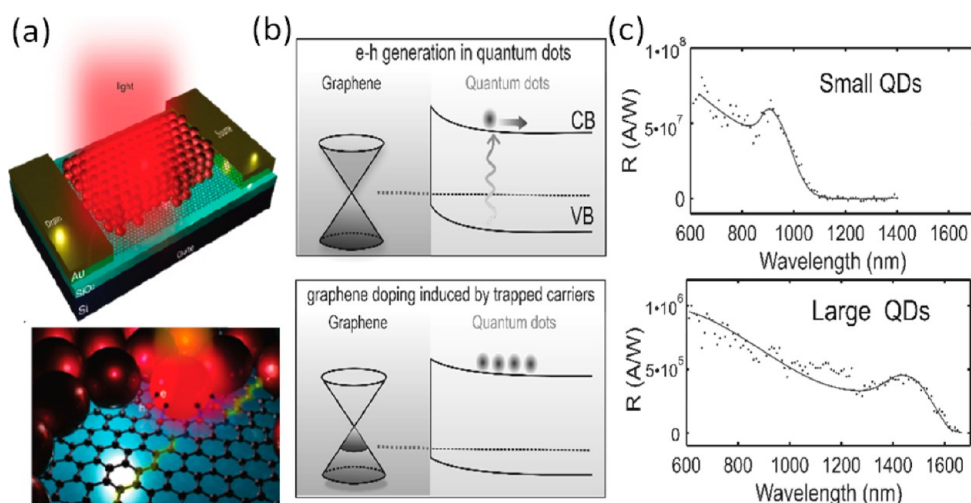 (a)
light
Source
Drain
Au
SiO₂
Si
(b)
e-h generation in quantum dots
Graphene
Quantum dots
CB
VB
graphene doping induced by trapped carriers
Graphene
Quantum dots
(c)
1•10⁸
Small QDs
R (A/W)
5•10⁷
0
600 800 1000 1200 1400 1600
Wavelength (nm)
1•10⁶
Large QDs
R (A/W)
5•10⁵
0
600 800 1000 1200 1400 1600
Wavelength (nm)